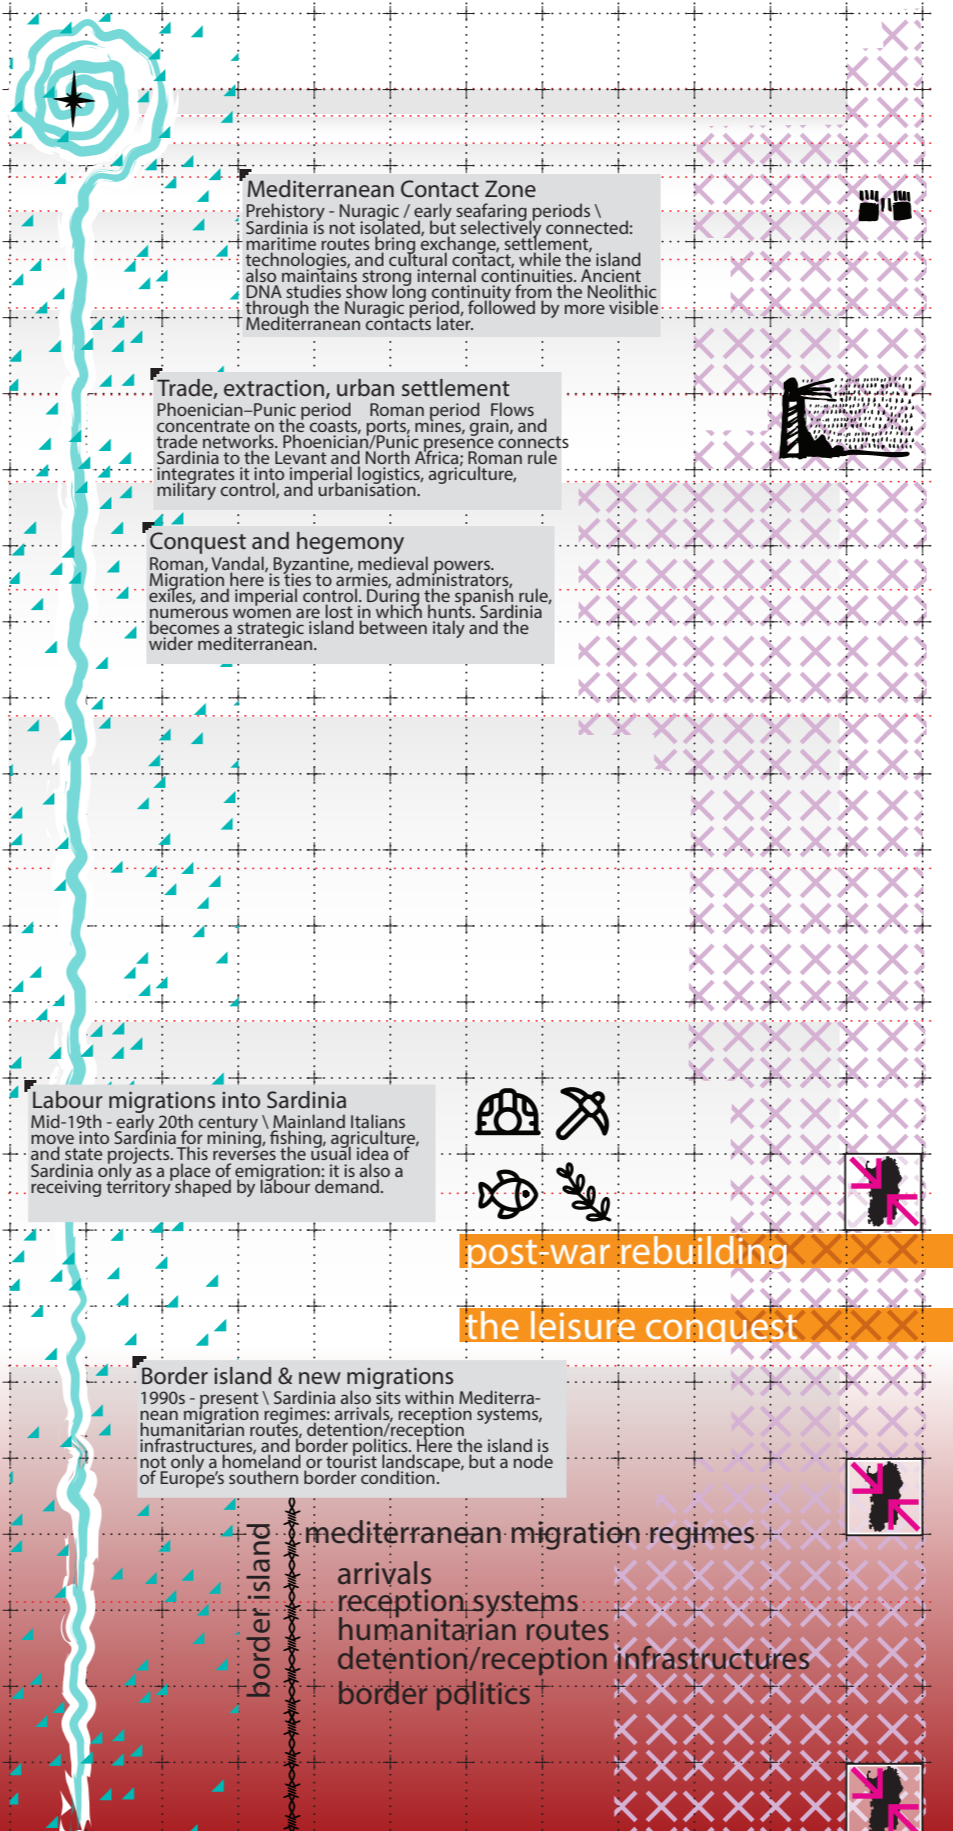 Mediterranean Contact Zone
Prehistory - Nuragic / early seafaring periods \
Sardinia is not isolated, but selectively connected:
maritime routes bring exchange, settlement,
technologies, and cultural contact, while the island
also maintains strong internal continuities. Ancient
DNA studies show long continuity from the Neolithic
through the Nuragic period, followed by more visible
Mediterranean contacts later.
Trade, extraction, urban settlement
Phoenician–Punic period Roman period Flows
concentrate on the coasts, ports, mines, grain, and
trade networks. Phoenician/Punic presence connects
Sardinia to the Levant and North Africa; Roman rule
integrates it into imperial logistics, agriculture,
military control, and urbanisation.
Conquest and hegemony
Roman, Vandal, Byzantine, medieval powers.
Migration here is ties to armies, administrators,
exiles, and imperial control. During the spanish rule,
numerous women are lost in which hunts. Sardinia
becomes a strategic island between italy and the
wider mediterranean.
Labour migrations into Sardinia
Mid-19th - early 20th century \ Mainland Italians
move into Sardinia for mining, fishing, agriculture,
and state projects. This reverses the usual idea of
Sardinia only as a place of emigration: it is also a
receiving territory shaped by labour demand.
post-war rebuilding
the leisure conquest
Border island & new migrations
1990s - present \ Sardinia also sits within Mediterra-
nean migration regimes: arrivals, reception systems,
humanitarian routes, detention/reception
infrastructures, and border politics. Here the island is
not only a homeland or tourist landscape, but a node
of Europe's southern border condition.
border island
mediterranean migration regimes
arrivals
reception systems
humanitarian routes
detention/reception infrastructures
border politics